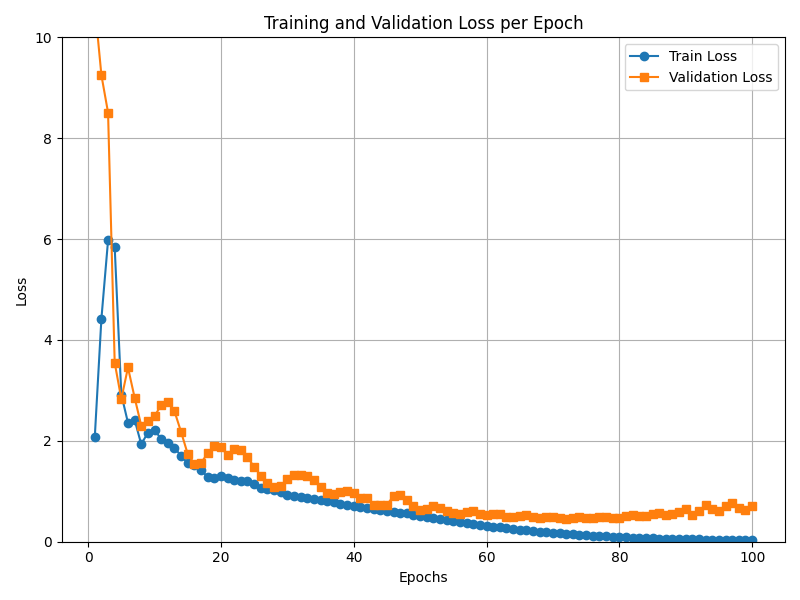 Training and Validation Loss per Epoch
Train Loss
Validation Loss
10
8
6
4
2
0
Loss
0 20 40 60 80 100
Epochs